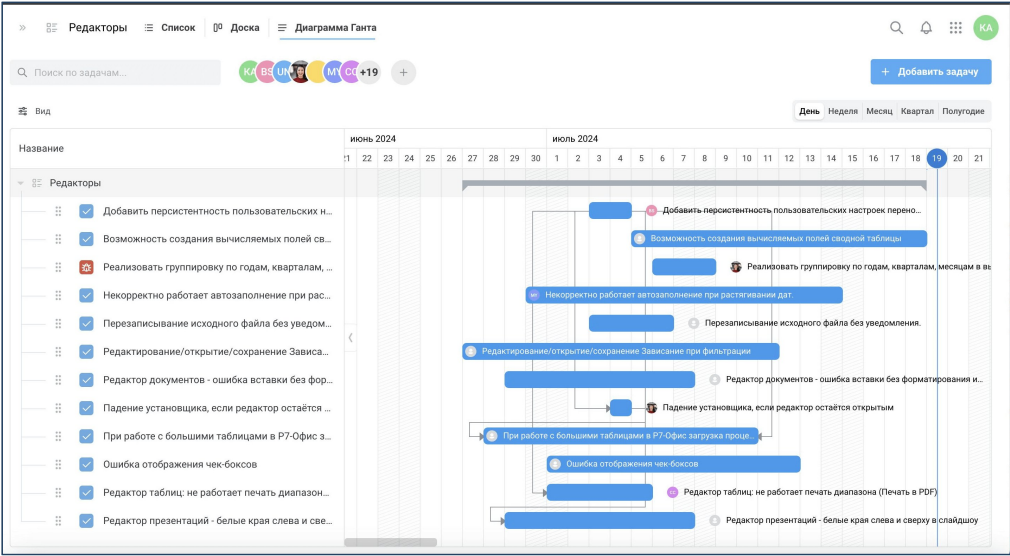 Редакторы Список Доска Диаграмма Ганта KA
Поиск по задачам... KA BS UN MY CC +19 + + Добавить задачу
Вид День Неделя Месяц Квартал Полугодие
Название июнь 2024 июль 2024
21 22 23 24 25 26 27 28 29 30 1 2 3 4 5 6 7 8 9 10 11 12 13 14 15 16 17 18 19 20 21
Редакторы
Добавить персистентность пользовательских н... Добавить персистентность пользовательских настроек перено...
Возможность создания вычисляемых полей св... Возможность создания вычисляемых полей сводной таблицы
Реализовать группировку по годам, кварталам, ... Реализовать группировку по годам, кварталам, месяцам в вы
Некорректно работает автозаполнение при рас... MY Некорректно работает автозаполнение при растягивании дат.
Перезаписывание исходного файла без уведом... Перезаписывание исходного файла без уведомления.
Редактирование/открытие/сохранение Зависа... Редактирование/открытие/сохранение Зависание при фильтрации
Редактор документов - ошибка вставки без фор... Редактор документов - ошибка вставки без форматирования и...
Падение установщика, если редактор остаётся ... Падение установщика, если редактор остаётся открытым
При работе с большими таблицами в Р7-Офис з... При работе с большими таблицами в Р7-Офис загрузка проце...
Ошибка отображения чек-боксов Ошибка отображения чек-боксов
Редактор таблиц: не работает печать диапазон... CC Редактор таблиц: не работает печать диапазона (Печать в PDF)
Редактор презентаций - белые края слева и све... Редактор презентаций - белые края слева и сверху в слайдшоу